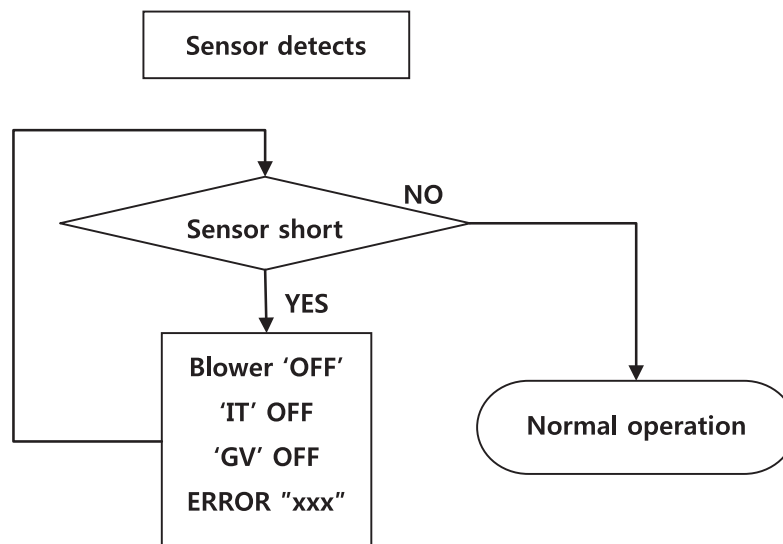 Sensor detects
NO
Sensor short
YES
Blower ‘OFF’
‘IT’ OFF
‘GV’ OFF
ERROR ”xxx”
Normal operation